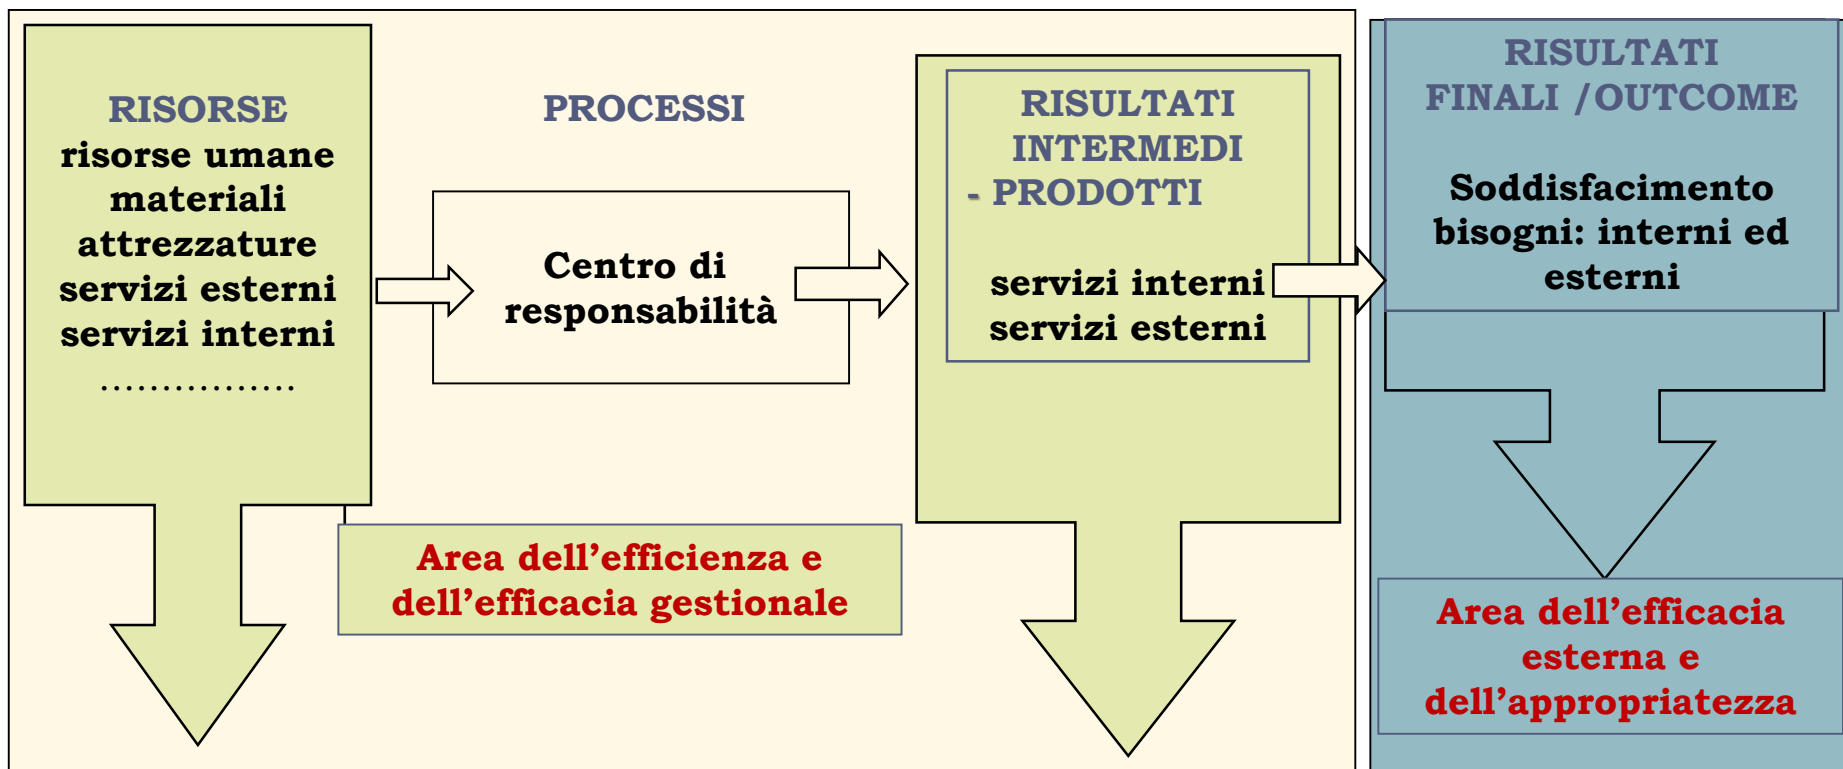 RISORSE
risorse umane
materiali
attrezzature
servizi esterni
servizi interni
................
PROCESSI
Centro di
responsabilità
RISULTATI
INTERMEDI
- PRODOTTI
servizi interni
servizi esterni
RISULTATI
FINALI /OUTCOME
Soddisfacimento
bisogni: interni ed
esterni
Area dell’efficienza e
dell’efficacia gestionale
Area dell’efficacia
esterna e
dell’appropriatezza